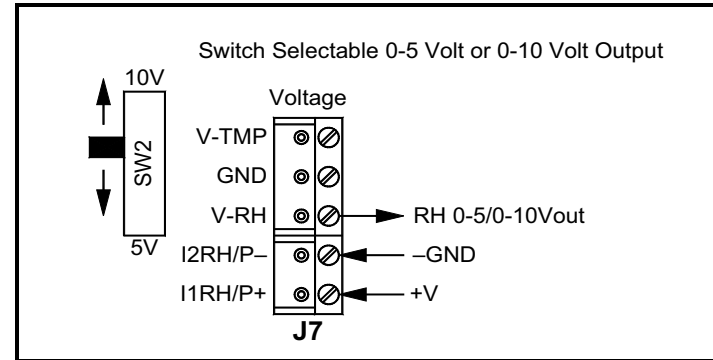 Switch Selectable 0-5 Volt or 0-10 Volt Output
10V
Voltage
SW2
V-TMP
GND
V-RH
RH 0-5/0-10Vout
5V
I2RH/P–
–GND
I1RH/P+
+V
J7